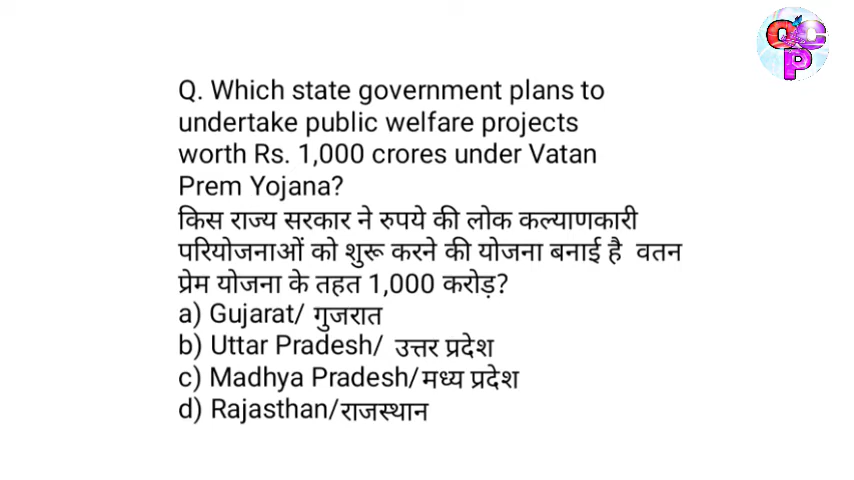 QCP
Q. Which state government plans to
undertake public welfare projects
worth Rs. 1,000 crores under Vatan
Prem Yojana?
किस राज्य सरकार ने रुपये की लोक कल्याणकारी
परियोजनाओं को शुरू करने की योजना बनाई है वतन
प्रेम योजना के तहत 1,000 करोड़?
a) Gujarat/ गुजरात
b) Uttar Pradesh/ उत्तर प्रदेश
c) Madhya Pradesh/मध्य प्रदेश
d) Rajasthan/राजस्थान